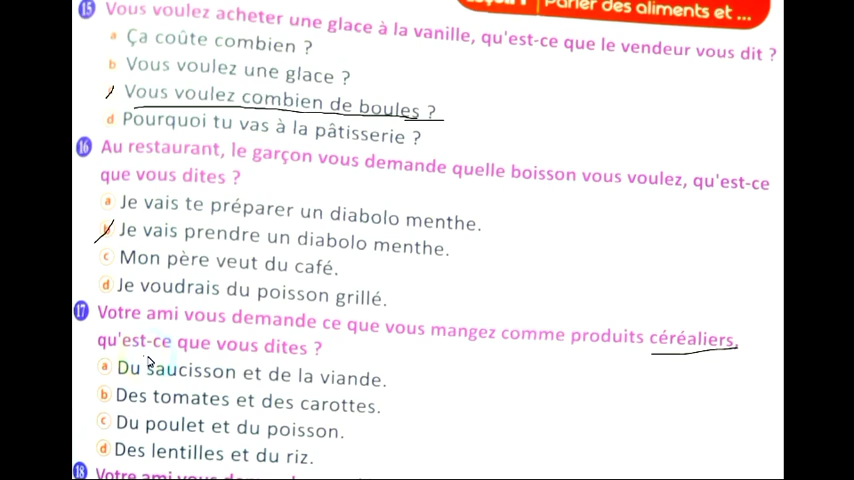 Parler des aliments et ...
15 Vous voulez acheter une glace à la vanille, qu'est-ce que le vendeur vous dit ?
a Ça coûte combien ?
b Vous voulez une glace ?
Vous voulez combien de boules ?
d Pourquoi tu vas à la pâtisserie ?
16 Au restaurant, le garçon vous demande quelle boisson vous voulez, qu'est-ce
que vous dites ?
a Je vais te préparer un diabolo menthe.
b Je vais prendre un diabolo menthe.
c Mon père veut du café.
d Je voudrais du poisson grillé.
17 Votre ami vous demande ce que vous mangez comme produits céréaliers,
qu'est-ce que vous dites ?
a Du saucisson et de la viande.
b Des tomates et des carottes.
c Du poulet et du poisson.
d Des lentilles et du riz.
18 Votre ami vous